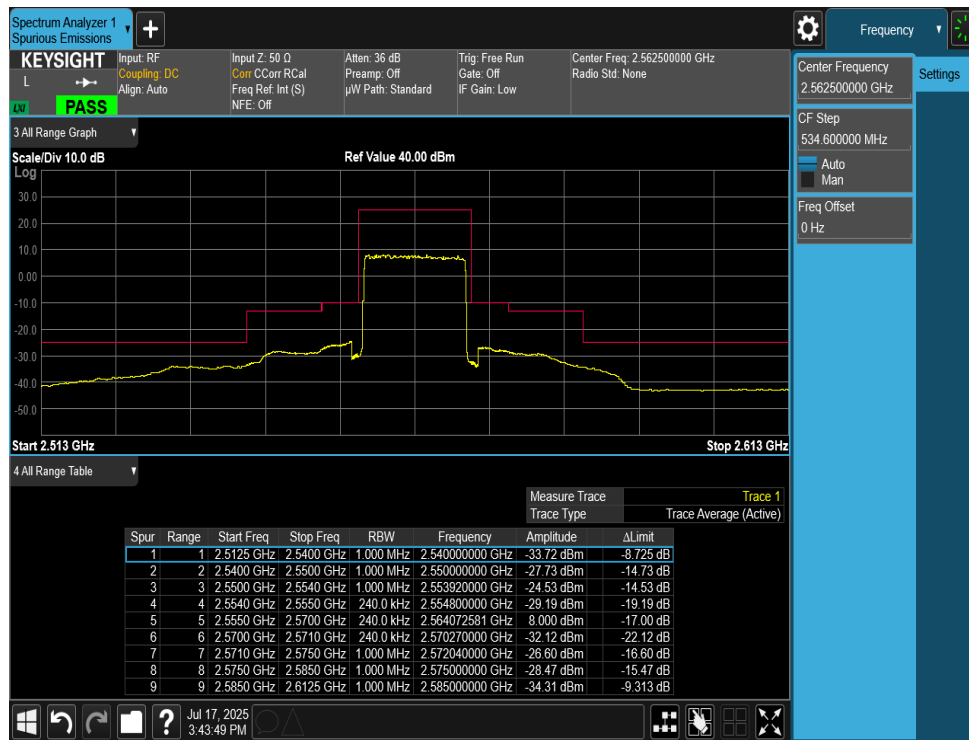 Spectrum Analyzer 1
Spurious Emissions
Frequency
KEYSIGHT
L
LXI
PASS
Input: RF
Coupling: DC
Align: Auto
Input Z: 50 Ω
Corr CCorr RCal
Freq Ref: Int (S)
NFE: Off
Atten: 36 dB
Preamp: Off
µW Path: Standard
Trig: Free Run
Gate: Off
IF Gain: Low
Center Freq: 2.562500000 GHz
Radio Std: None
Center Frequency
2.562500000 GHz
Settings
CF Step
534.600000 MHz
Auto
Man
Freq Offset
0 Hz
3 All Range Graph
Scale/Div 10.0 dB
Ref Value 40.00 dBm
Log
30.0
20.0
10.0
0.00
-10.0
-20.0
-30.0
-40.0
-50.0
Start 2.513 GHz
Stop 2.613 GHz
4 All Range Table
Measure Trace Trace 1
Trace Type Trace Average (Active)
Spur Range Start Freq Stop Freq RBW Frequency Amplitude ΔLimit
1 1 2.5125 GHz 2.5400 GHz 1.000 MHz 2.540000000 GHz -33.72 dBm -8.725 dB
2 2 2.5400 GHz 2.5500 GHz 1.000 MHz 2.550000000 GHz -27.73 dBm -14.73 dB
3 3 2.5500 GHz 2.5540 GHz 1.000 MHz 2.553920000 GHz -24.53 dBm -14.53 dB
4 4 2.5540 GHz 2.5550 GHz 240.0 kHz 2.554800000 GHz -29.19 dBm -19.19 dB
5 5 2.5550 GHz 2.5700 GHz 240.0 kHz 2.564072581 GHz 8.000 dBm -17.00 dB
6 6 2.5700 GHz 2.5710 GHz 240.0 kHz 2.570270000 GHz -32.12 dBm -22.12 dB
7 7 2.5710 GHz 2.5750 GHz 1.000 MHz 2.572040000 GHz -26.60 dBm -16.60 dB
8 8 2.5750 GHz 2.5850 GHz 1.000 MHz 2.575000000 GHz -28.47 dBm -15.47 dB
9 9 2.5850 GHz 2.6125 GHz 1.000 MHz 2.585000000 GHz -34.31 dBm -9.313 dB
Jul 17, 2025
3:43:49 PM